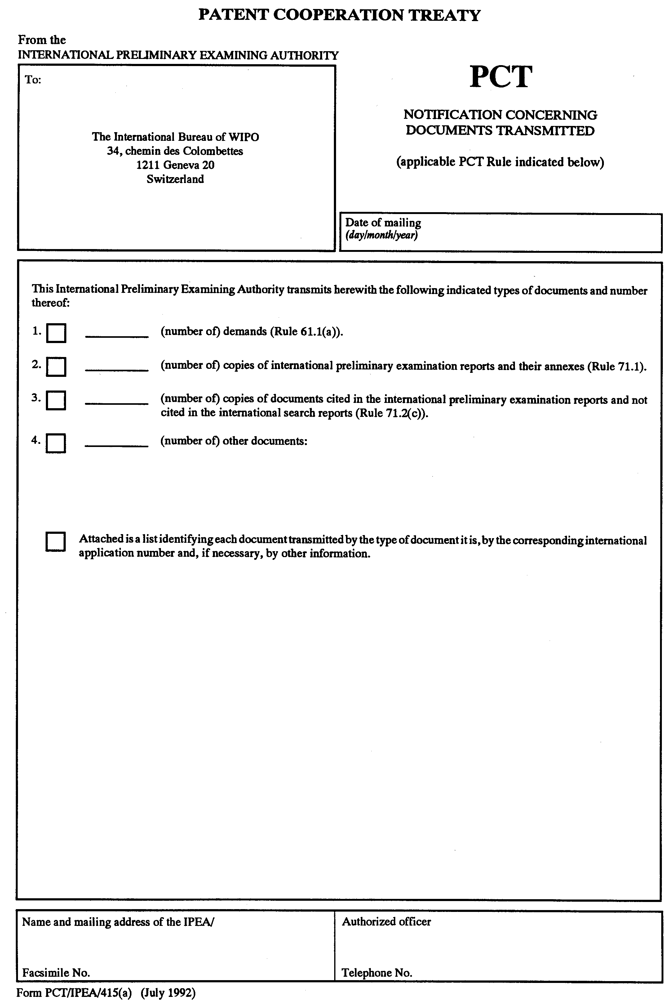 PATENT COOPERATION TREATY
From the
INTERNATIONAL PRELIMINARY EXAMINING AUTHORITY
To:
The International Bureau of WIPO
34, chemin des Colombettes
1211 Geneva 20
Switzerland
PCT
NOTIFICATION CONCERNING
DOCUMENTS TRANSMITTED
(applicable PCT Rule indicated below)
Date of mailing
(day/month/year)
This International Preliminary Examining Authority transmits herewith the following indicated types of documents and number
thereof:
1. (number of) demands (Rule 61.1(a)).
2. (number of) copies of international preliminary examination reports and their annexes (Rule 71.1).
3. (number of) copies of documents cited in the international preliminary examination reports and not
cited in the international search reports (Rule 71.2(c)).
4. (number of) other documents:
Attached is a list identifying each document transmitted by the type of document it is, by the corresponding international
application number and, if necessary, by other information.
Name and mailing address of the IPEA/
Facsimile No.
Authorized officer
Telephone No.
Form PCT/IPEA/415(a) (July 1992)